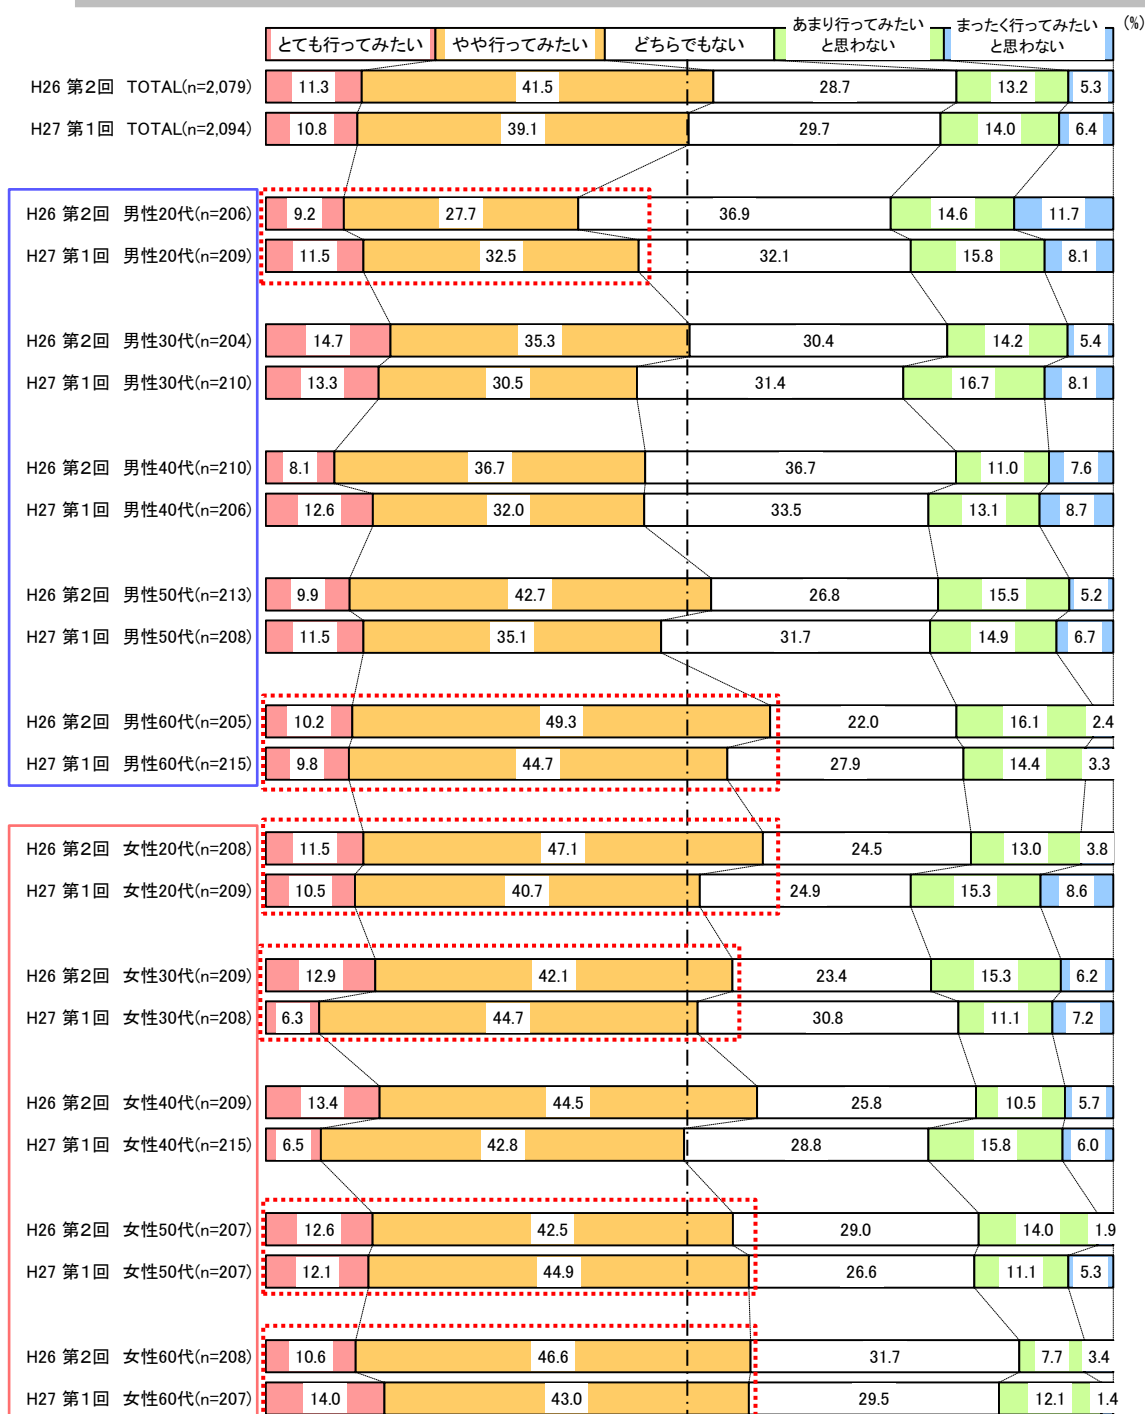 (%)
とても行ってみたい やや行ってみたい どちらでもない あまり行ってみたい
と思わない まったく行ってみたい
と思わない
H26 第2回 TOTAL(n=2,079) 11.3 41.5 28.7 13.2 5.3
H27 第1回 TOTAL(n=2,094) 10.8 39.1 29.7 14.0 6.4
H26 第2回 男性20代(n=206) 9.2 27.7 36.9 14.6 11.7
H27 第1回 男性20代(n=209) 11.5 32.5 32.1 15.8 8.1
H26 第2回 男性30代(n=204) 14.7 35.3 30.4 14.2 5.4
H27 第1回 男性30代(n=210) 13.3 30.5 31.4 16.7 8.1
H26 第2回 男性40代(n=210) 8.1 36.7 36.7 11.0 7.6
H27 第1回 男性40代(n=206) 12.6 32.0 33.5 13.1 8.7
H26 第2回 男性50代(n=213) 9.9 42.7 26.8 15.5 5.2
H27 第1回 男性50代(n=208) 11.5 35.1 31.7 14.9 6.7
H26 第2回 男性60代(n=205) 10.2 49.3 22.0 16.1 2.4
H27 第1回 男性60代(n=215) 9.8 44.7 27.9 14.4 3.3
H26 第2回 女性20代(n=208) 11.5 47.1 24.5 13.0 3.8
H27 第1回 女性20代(n=209) 10.5 40.7 24.9 15.3 8.6
H26 第2回 女性30代(n=209) 12.9 42.1 23.4 15.3 6.2
H27 第1回 女性30代(n=208) 6.3 44.7 30.8 11.1 7.2
H26 第2回 女性40代(n=209) 13.4 44.5 25.8 10.5 5.7
H27 第1回 女性40代(n=215) 6.5 42.8 28.8 15.8 6.0
H26 第2回 女性50代(n=207) 12.6 42.5 29.0 14.0 1.9
H27 第1回 女性50代(n=207) 12.1 44.9 26.6 11.1 5.3
H26 第2回 女性60代(n=208) 10.6 46.6 31.7 7.7 3.4
H27 第1回 女性60代(n=207) 14.0 43.0 29.5 12.1 1.4